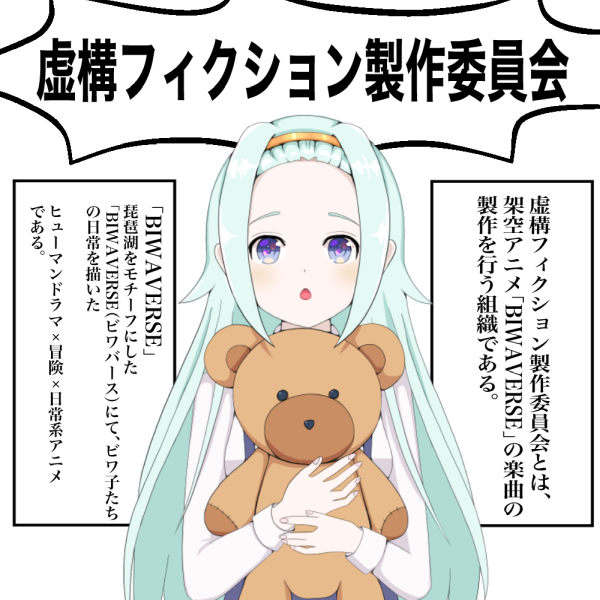 虚構フィクション製作委員会
虚構フィクション製作委員会とは、
架空アニメ「BIWAVERSE」の楽曲の
製作を行う組織である。
「BIWAVERSE」
琵琶湖をモチーフにした
「BIWAVERSE（ビワバース）にて、ビワ子たち
の日常を描いた
ヒューマンドラマ×冒険×日常系アニメ
である。